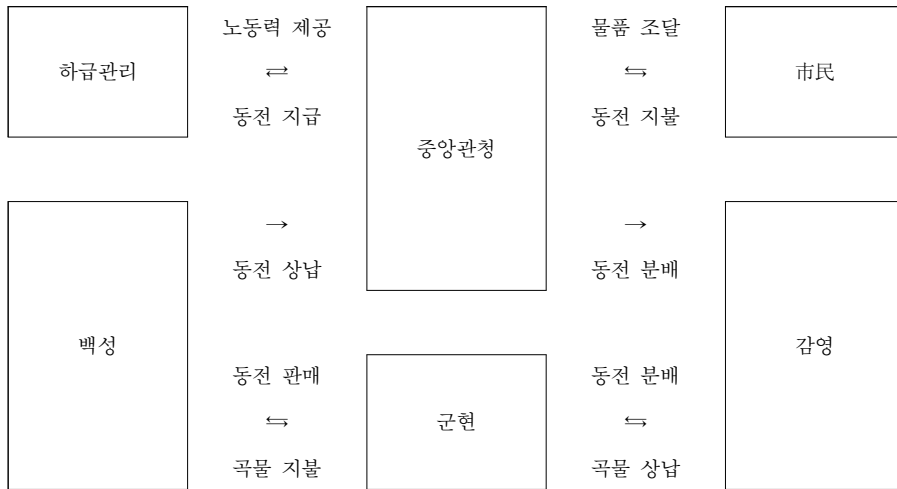 노동력 제공
물품 조달
하급관리
⇄
⇆
市民
동전 지급
동전 지불
중앙관청
→
→
동전 상납
동전 분배
백성
감영
동전 판매
동전 분배
⇆
군현
⇆
곡물 지불
곡물 상납